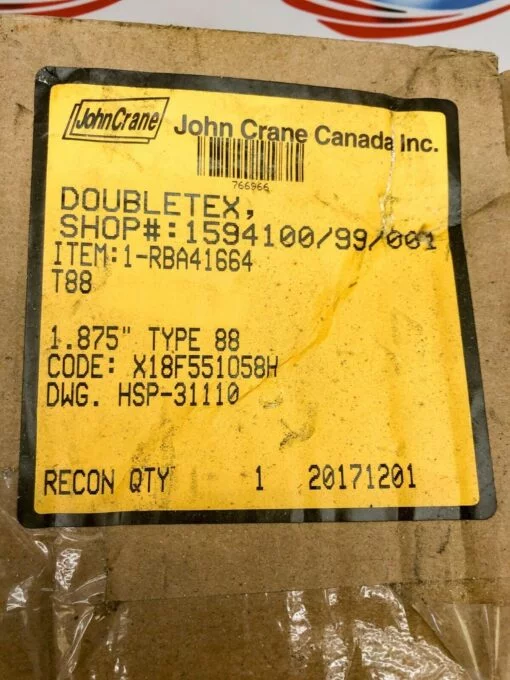 JohnCrane
John Crane Canada Inc.
766966
DOUBLETEX,
SHOP#:1594100/99/001
ITEM:1-RBA41664
T88
1.875" TYPE 88
CODE: X18F551058H
DWG. HSP-31110
RECON QTY 1 20171201